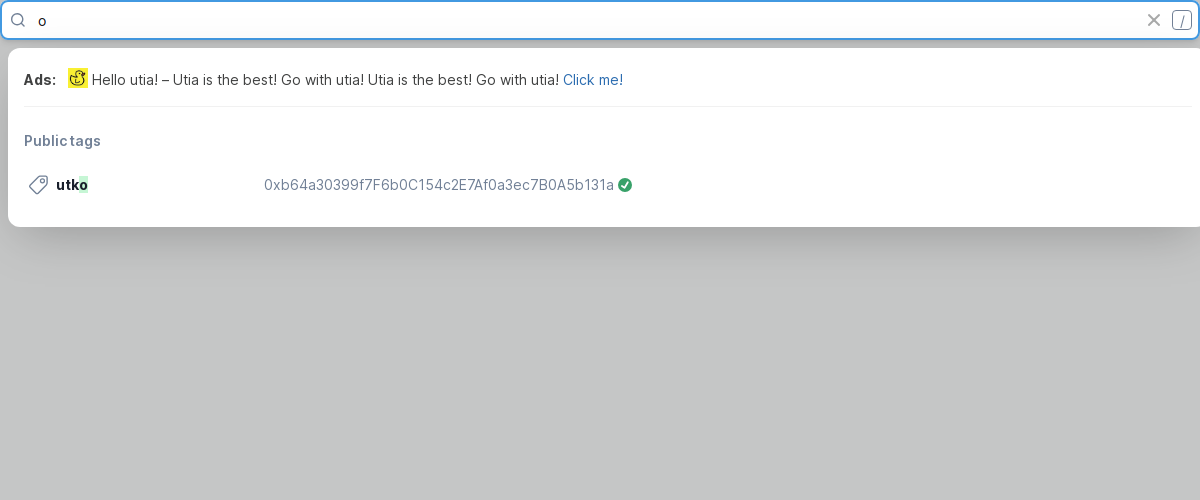 o /
Ads: Hello utia! – Utia is the best! Go with utia! Utia is the best! Go with utia! Click me!
Public tags
utko 0xb64a30399f7F6b0C154c2E7Af0a3ec7B0A5b131a